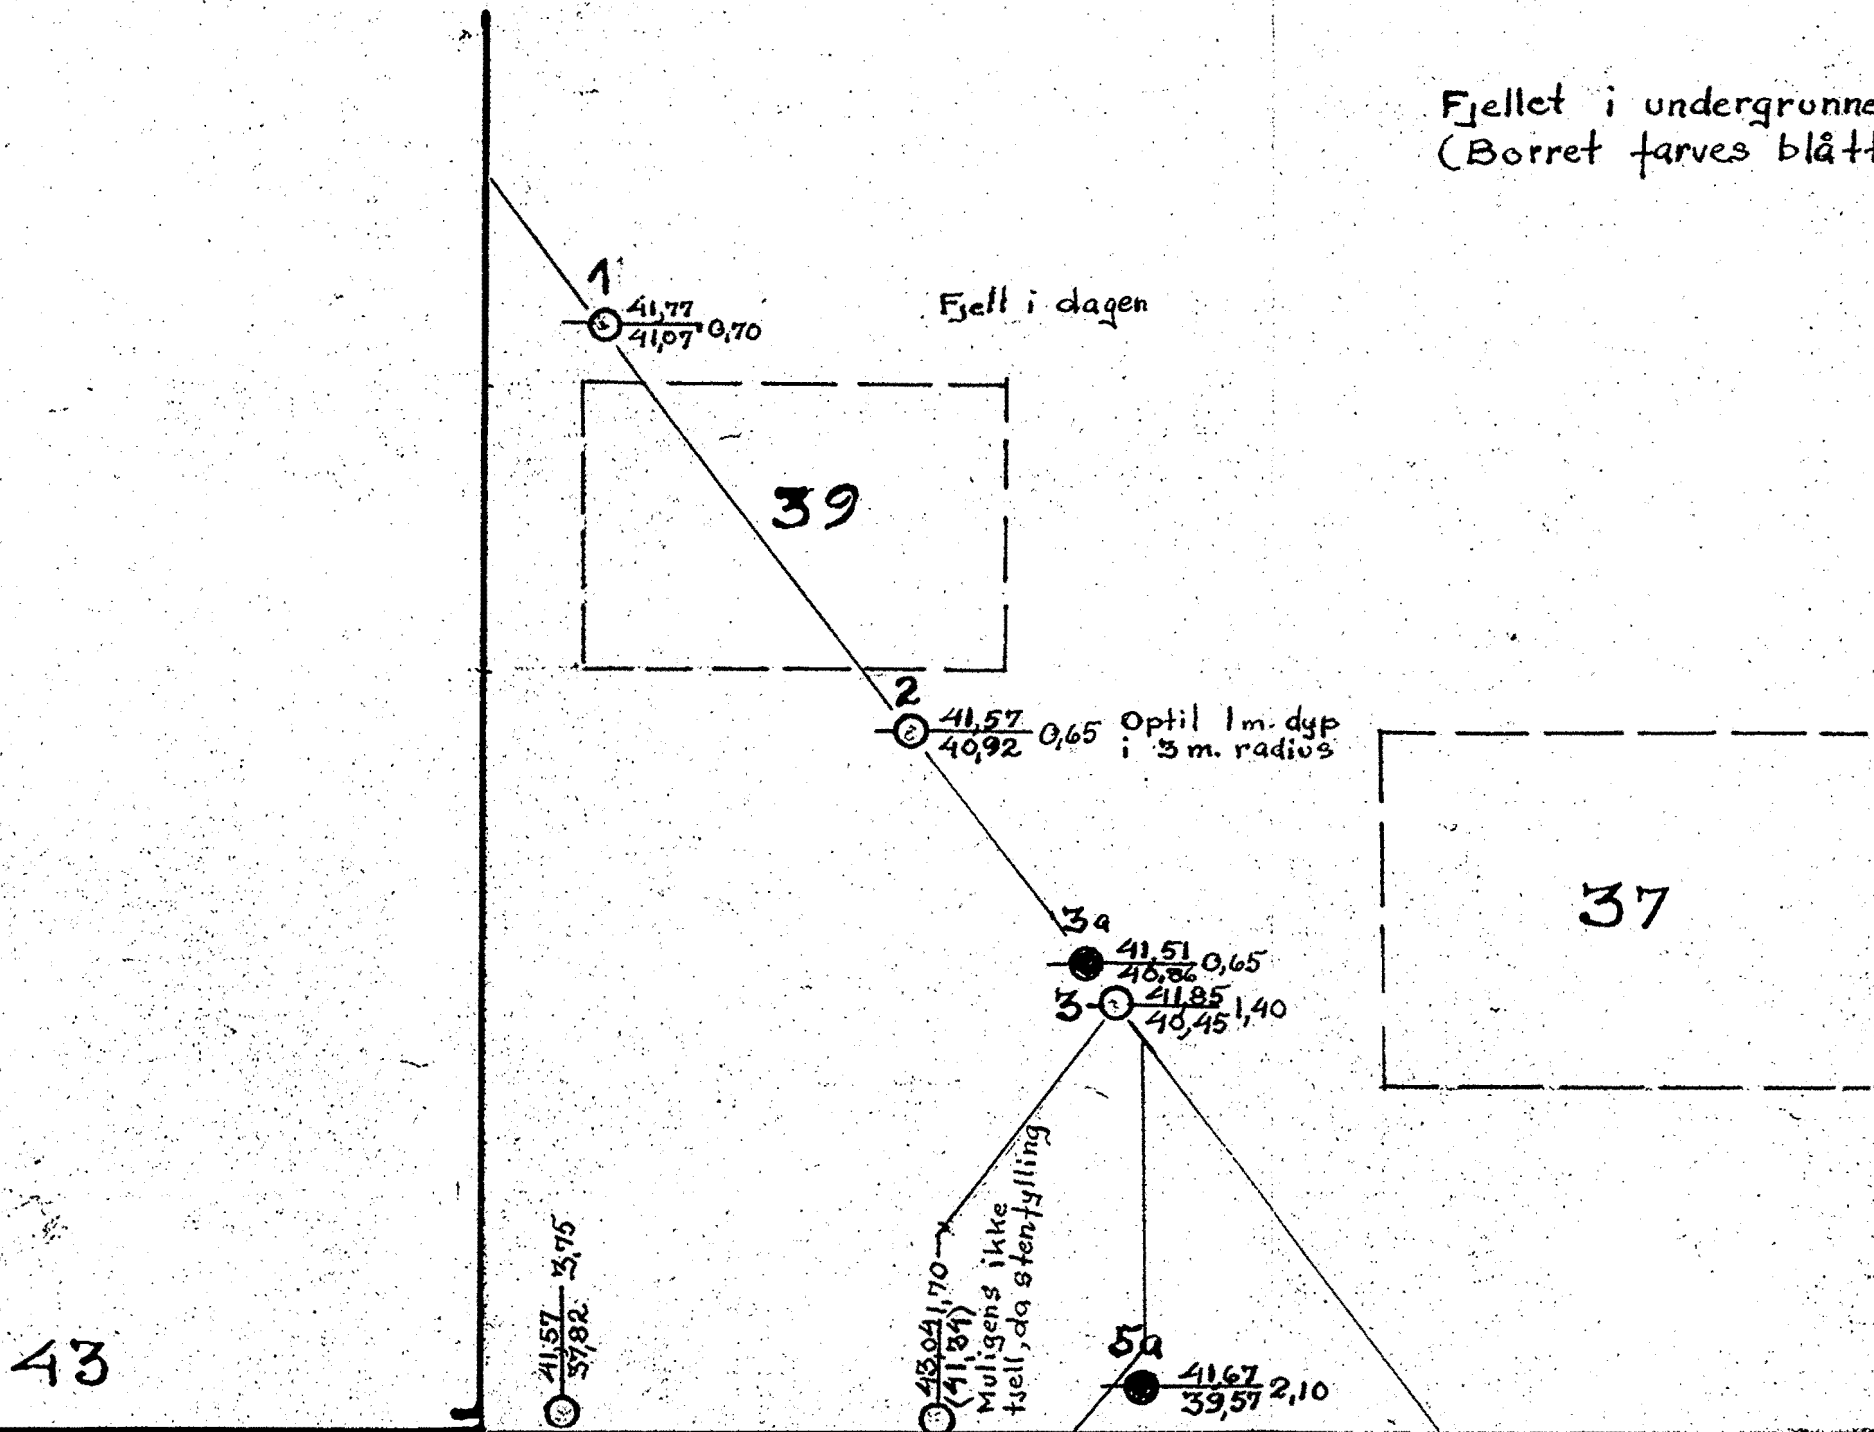 Fjellet i undergrunne
(Borret farves blått
1
41,77
41,07 0,70
Fjell i dagen
39
2
41,57
40,92 0,65
Optil 1m. dyp
i 3 m. radius
37
3a
41,51
40,86 0,65
3
41,85
40,45 1,40
41,57
37,82
3,75
43,04
(41,34)
1,70
Muligens ikke
fjell, da stenfylling
5a
41,67
39,57 2,10
43